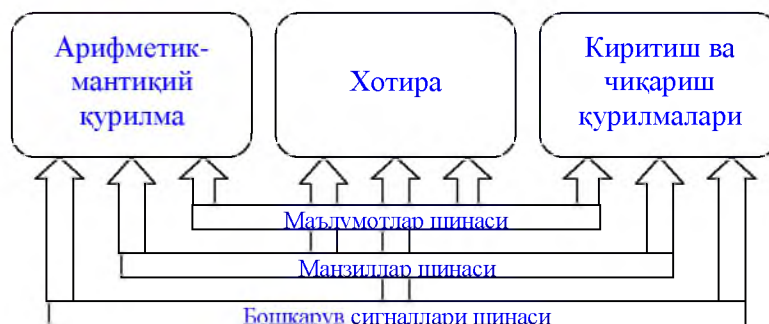 Арифметик-
мантиқий
қурилма
Хотира
Киритиш ва
чиқариш
қурилмалари
Маълумотлар шинаси
Манзиллар шинаси
Бошқарув сигналлари шинаси